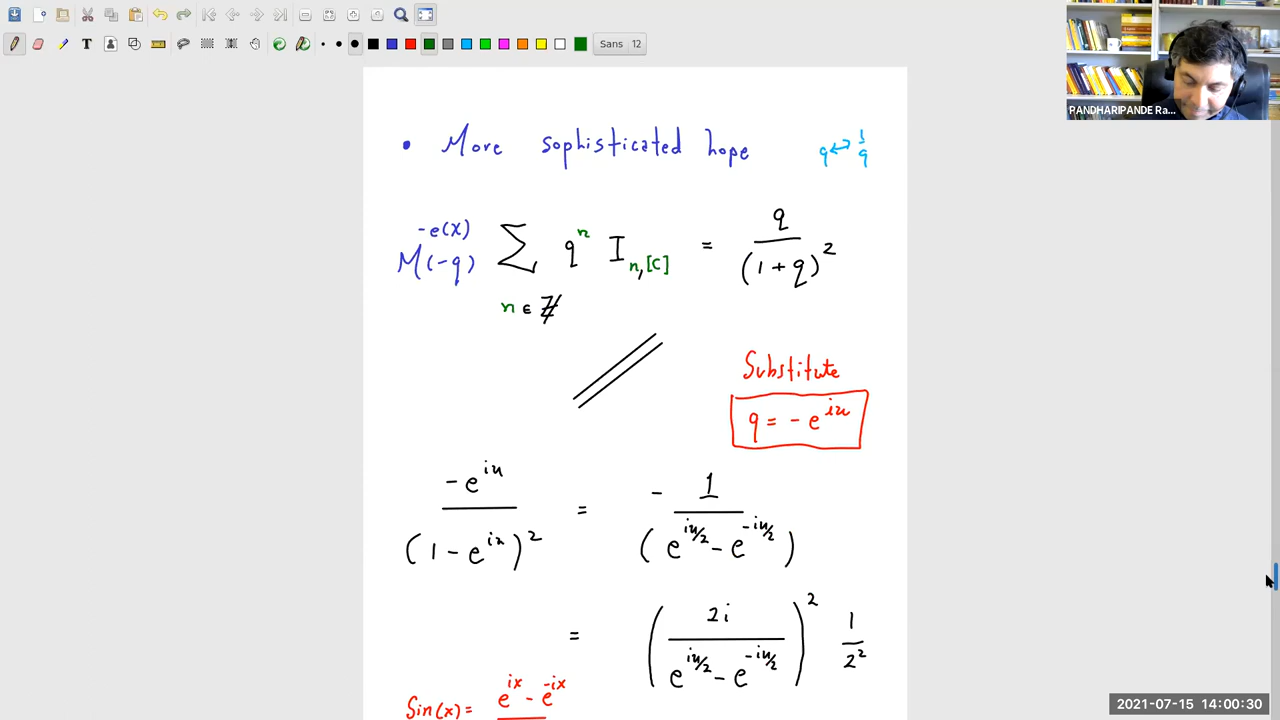 Sans 12
PANDHARIPANDE Ra...
• More sophisticated hope q ↔ 1/q
M(-q)^{-e(X)} ∑_{n ∈ ℤ} q^n I_{n,[C]} = q/(1+q)^2
Substitute
q = -e^{iu}
-e^{iu}/(1-e^{iu})^2 = - 1/(e^{iu/2} - e^{-iu/2})
= (2i/(e^{iu/2} - e^{-iu/2}))^2 1/2^2
Sin(x) = e^{ix} - e^{-ix}
2021-07-15 14:00:30